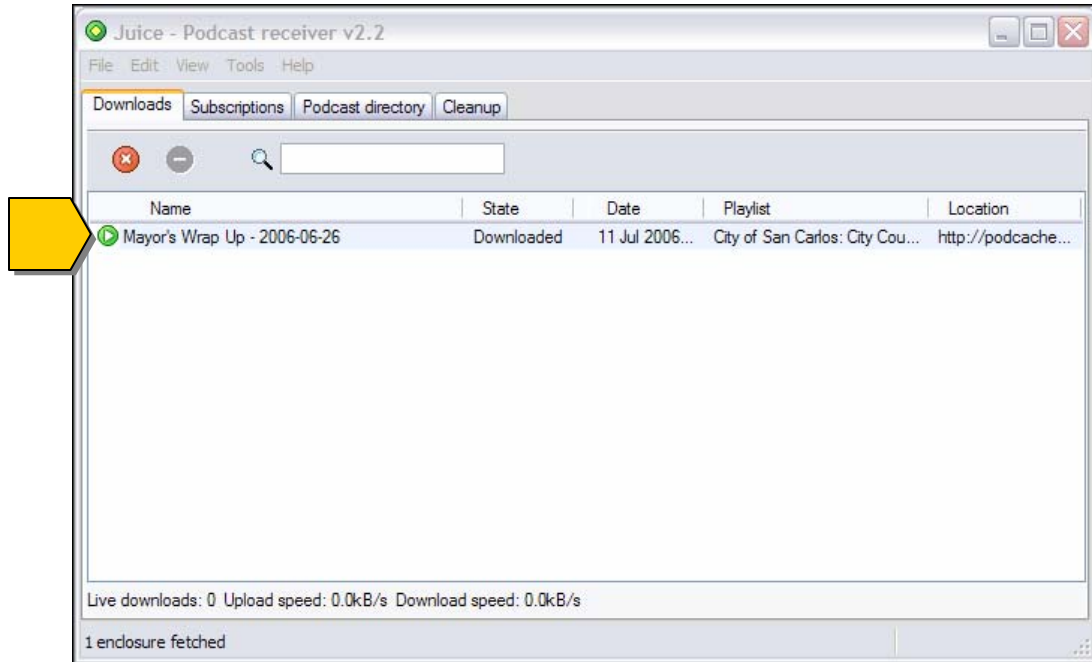 Juice - Podcast receiver v2.2
File Edit View Tools Help
Downloads Subscriptions Podcast directory Cleanup
Name State Date Playlist Location
Mayor's Wrap Up - 2006-06-26 Downloaded 11 Jul 2006... City of San Carlos: City Cou... http://podcache...
Live downloads: 0 Upload speed: 0.0kB/s Download speed: 0.0kB/s
1 enclosure fetched